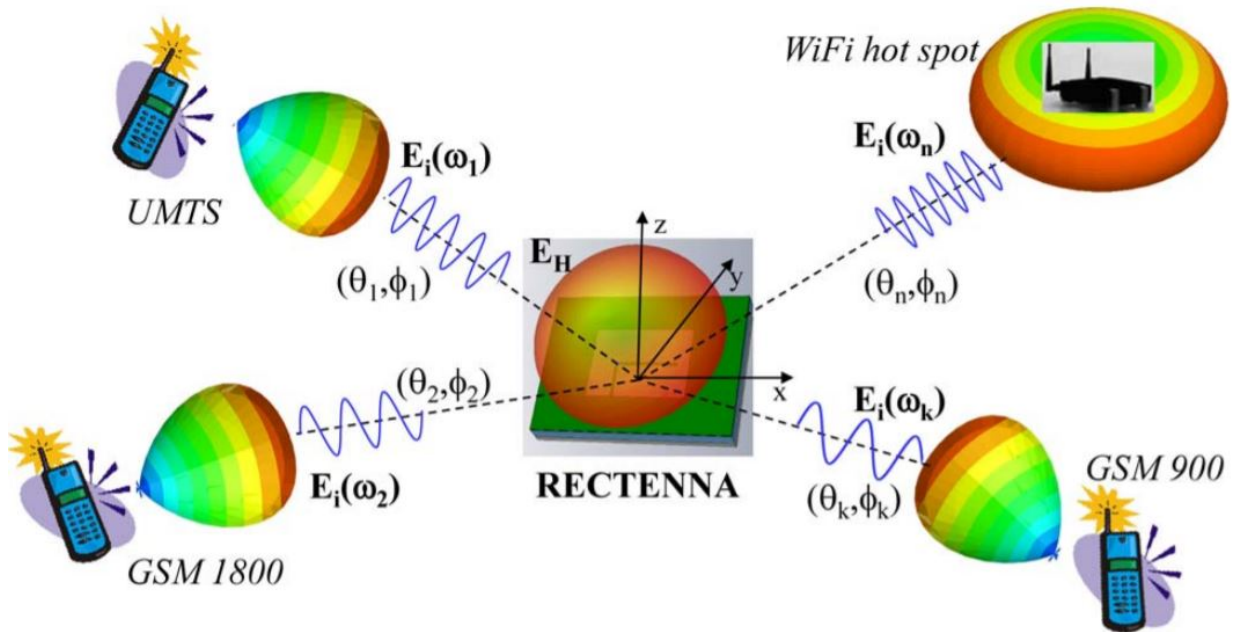 WiFi hot spot
UMTS
E_i(ω_1)
E_i(ω_n)
z
E_H
y
(θ_1,ϕ_1)
(θ_n,ϕ_n)
(θ_2,ϕ_2)
x
E_i(ω_k)
GSM 900
E_i(ω_2)
RECTENNA
(θ_k,ϕ_k)
GSM 1800